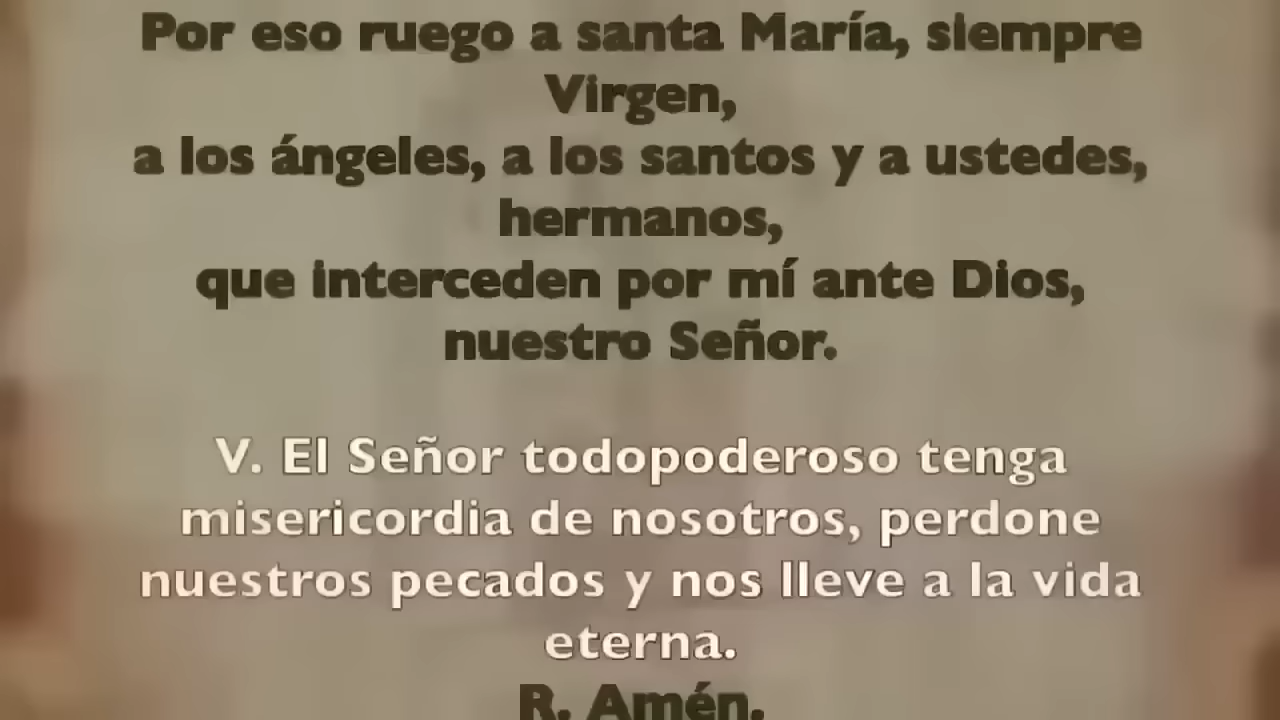 Por eso ruego a santa María, siempre
Virgen,
a los ángeles, a los santos y a ustedes,
hermanos,
que interceden por mí ante Dios,
nuestro Señor.
V. El Señor todopoderoso tenga
misericordia de nosotros, perdone
nuestros pecados y nos lleve a la vida
eterna.
R. Amén.